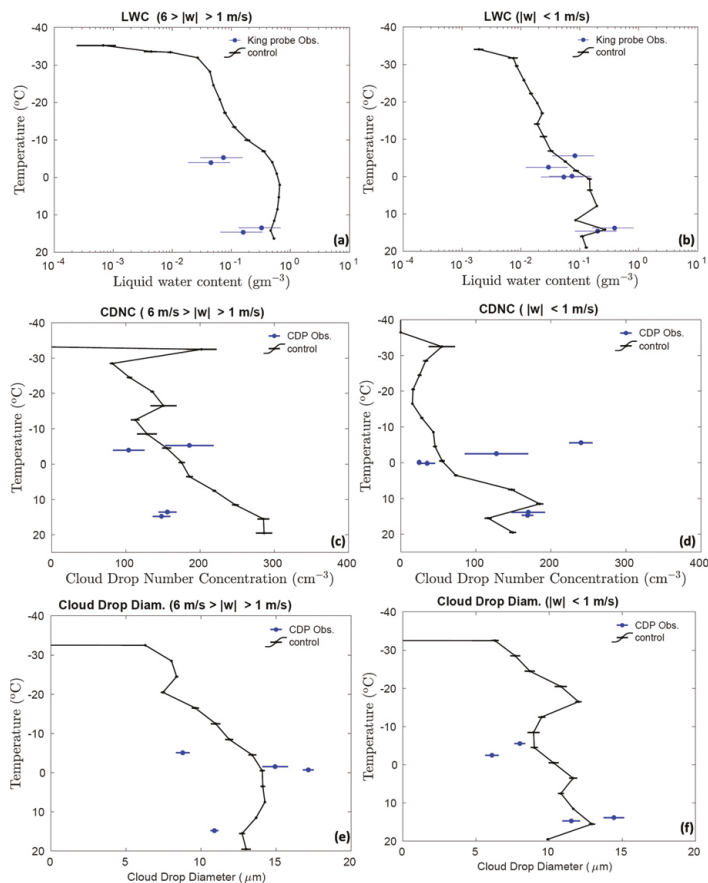 LWC (6 > |w| > 1 m/s)
King probe Obs.
control
-40
-30
-20
-10
0
10
20
Temperature (°C)
(a)
10⁻⁴ 10⁻³ 10⁻² 10⁻¹ 10⁰ 10¹
Liquid water content (gm⁻³)
LWC (|w| < 1 m/s)
King probe Obs.
control
-40
-30
-20
-10
0
10
20
Temperature (°C)
(b)
10⁻⁴ 10⁻³ 10⁻² 10⁻¹ 10⁰ 10¹
Liquid water content (gm⁻³)
CDNC ( 6 m/s > |w| > 1 m/s)
CDP Obs.
control
-40
-30
-20
-10
0
10
20
Temperature (°C)
(c)
0 100 200 300 400
Cloud Drop Number Concentration (cm⁻³)
CDNC ( |w| < 1 m/s)
CDP Obs.
control
-40
-30
-20
-10
0
10
20
Temperature (°C)
(d)
0 100 200 300 400
Cloud Drop Number Concentration (cm⁻³)
Cloud Drop Diam. (6 m/s > |w| > 1 m/s)
CDP Obs.
control
-40
-30
-20
-10
0
10
20
Temperature (°C)
(e)
0 5 10 15 20
Cloud Drop Diameter ( μm)
Cloud Drop Diam. (|w| < 1 m/s)
CDP Obs.
control
-40
-30
-20
-10
0
10
20
Temperature (°C)
(f)
0 5 10 15 20
Cloud Drop Diameter ( μm)